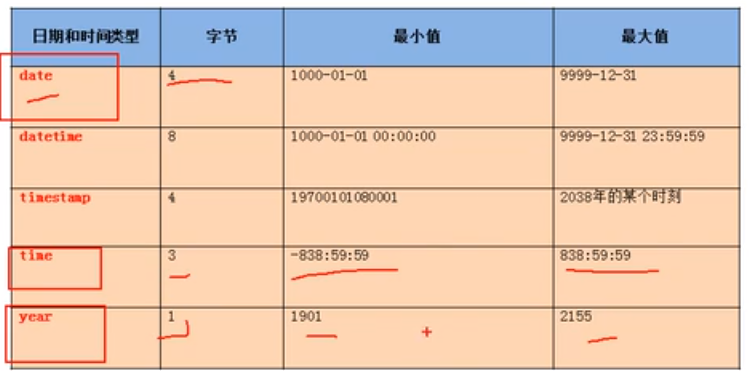 日期和时间类型 字节 最小值 最大值
date 4 1000-01-01 9999-12-31
datetime 8 1000-01-01 00:00:00 9999-12-31 23:59:59
timestamp 4 19700101080001 2038年的某个时刻
time 3 -838:59:59 838:59:59
year 1 1901 2155